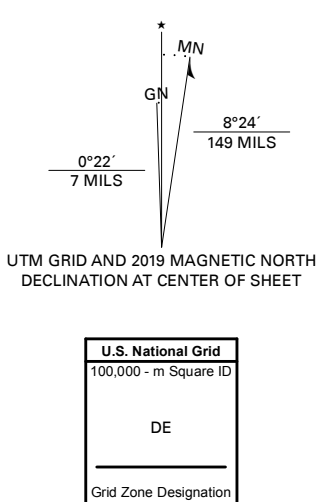 ★
MN
GN
8°24´
149 MILS
0°22´
7 MILS
UTM GRID AND 2019 MAGNETIC NORTH
DECLINATION AT CENTER OF SHEET
U.S. National Grid
100,000 - m Square ID
DE
Grid Zone Designation